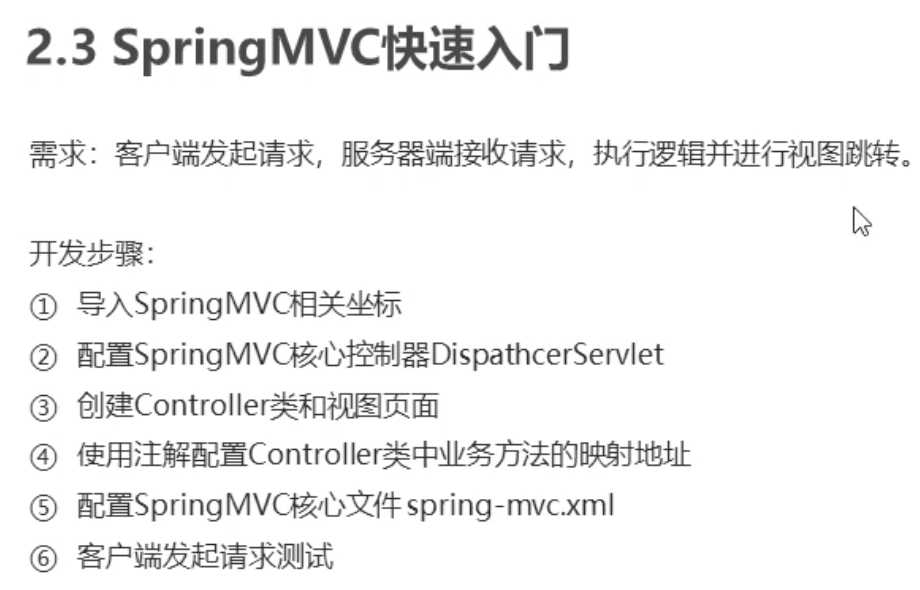 2.3 SpringMVC快速入门
需求：客户端发起请求，服务器端接收请求，执行逻辑并进行视图跳转。
开发步骤：
① 导入SpringMVC相关坐标
② 配置SpringMVC核心控制器DispathcerServlet
③ 创建Controller类和视图页面
④ 使用注解配置Controller类中业务方法的映射地址
⑤ 配置SpringMVC核心文件 spring-mvc.xml
⑥ 客户端发起请求测试